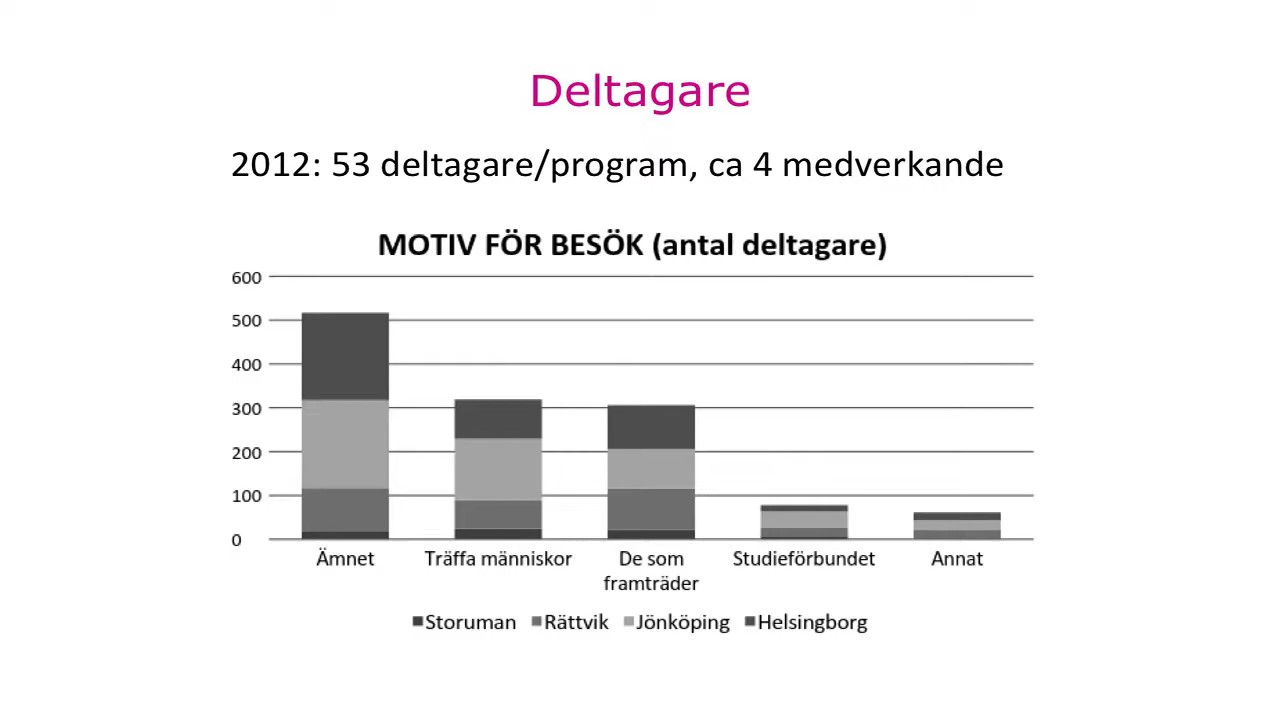 Deltagare
2012: 53 deltagare/program, ca 4 medverkande
MOTIV FÖR BESÖK (antal deltagare)
600
500
400
300
200
100
0
Ämnet
Träffa människor
De som
framträder
Studieförbundet
Annat
Storuman Rättvik Jönköping Helsingborg